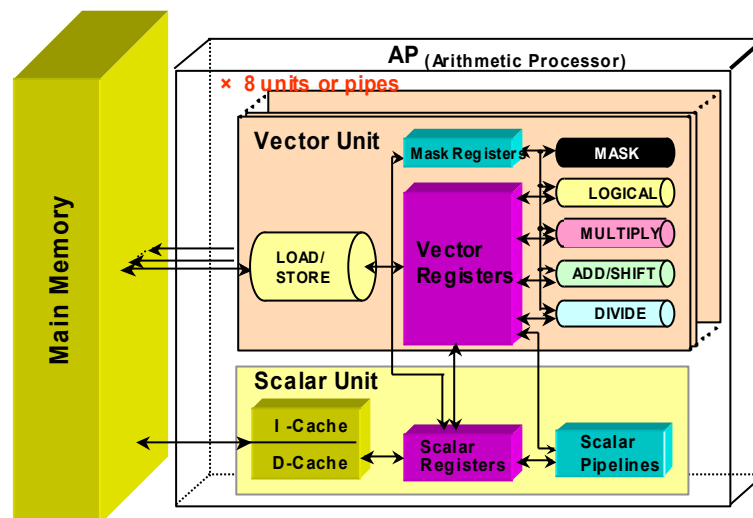 AP (Arithmetic Processor)
× 8 units or pipes
Vector Unit
Mask Registers
MASK
LOGICAL
MULTIPLY
ADD/SHIFT
DIVIDE
LOAD/
STORE
Vector
Registers
Main Memory
Scalar Unit
I -Cache
D-Cache
Scalar
Registers
Scalar
Pipelines